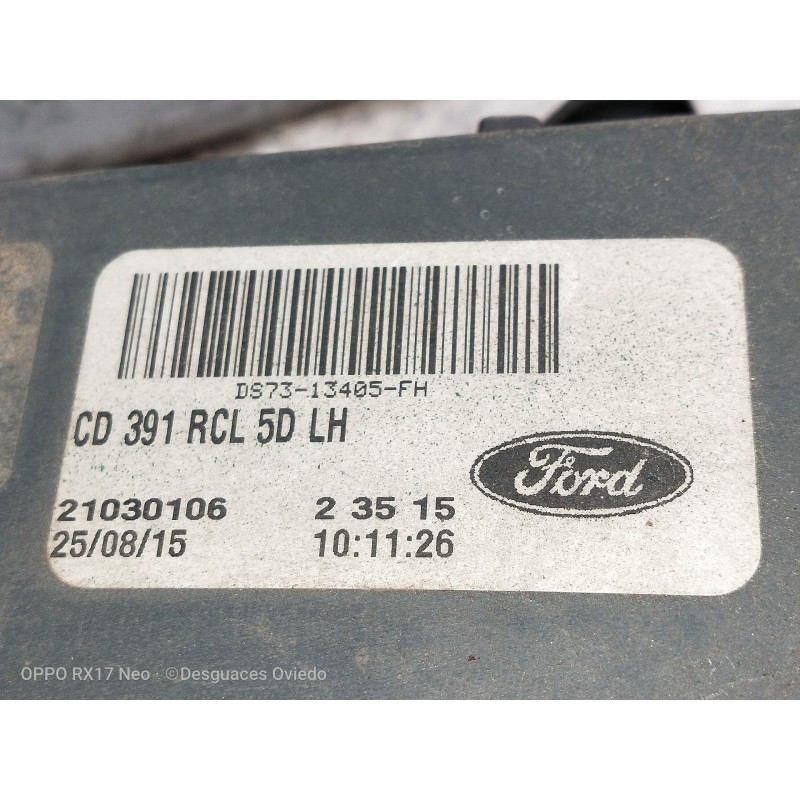 DS73-13405-FH
CD 391 RCL 5D LH
Ford
21030106 2 35 15
25/08/15 10:11:26
OPPO RX17 Neo · ©Desguaces Oviedo